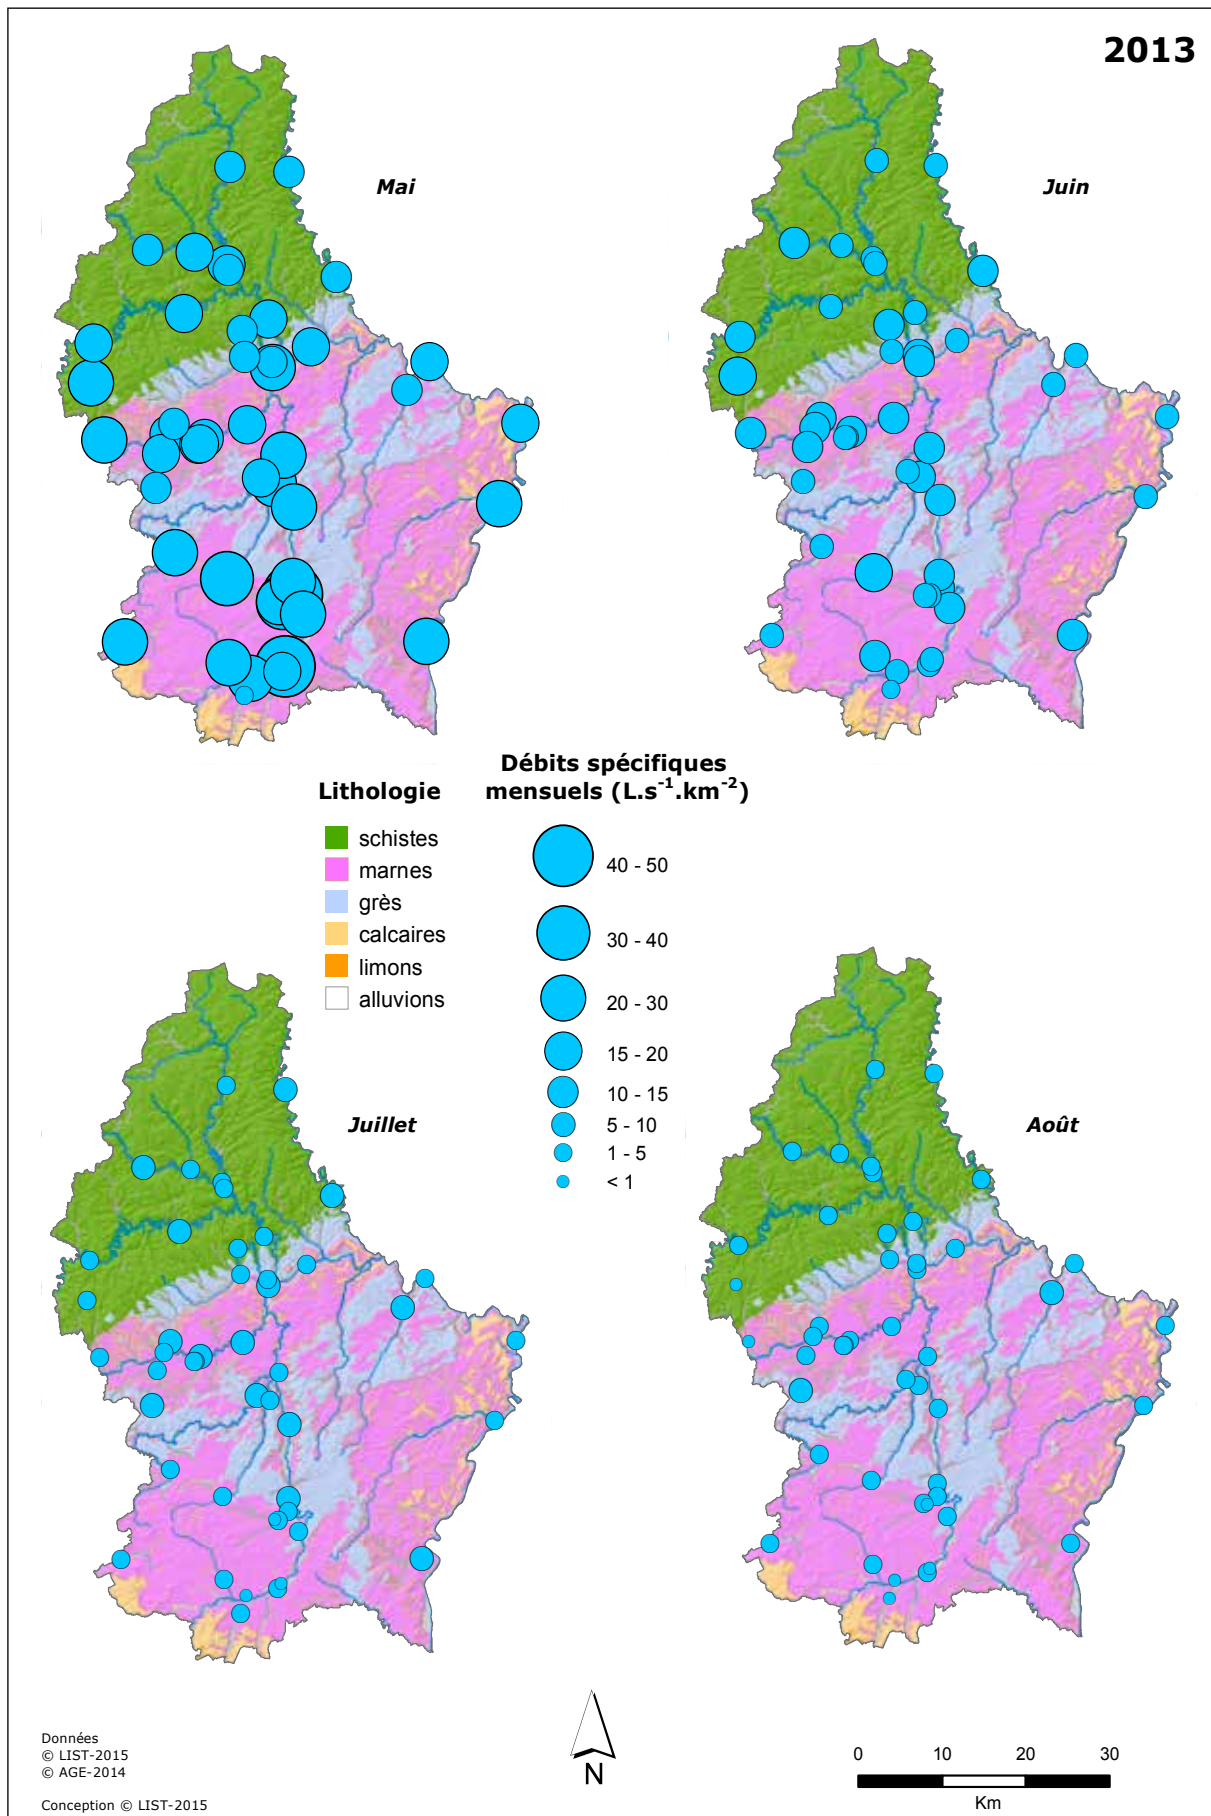 2013
Mai
Juin
Lithologie
schistes
marnes
grès
calcaires
limons
alluvions
Débits spécifiques
mensuels (L.s⁻¹.km⁻²)
40 - 50
30 - 40
20 - 30
15 - 20
10 - 15
5 - 10
1 - 5
< 1
Juillet
Août
Données
© LIST-2015
© AGE-2014
Conception © LIST-2015
N
0 10 20 30
Km